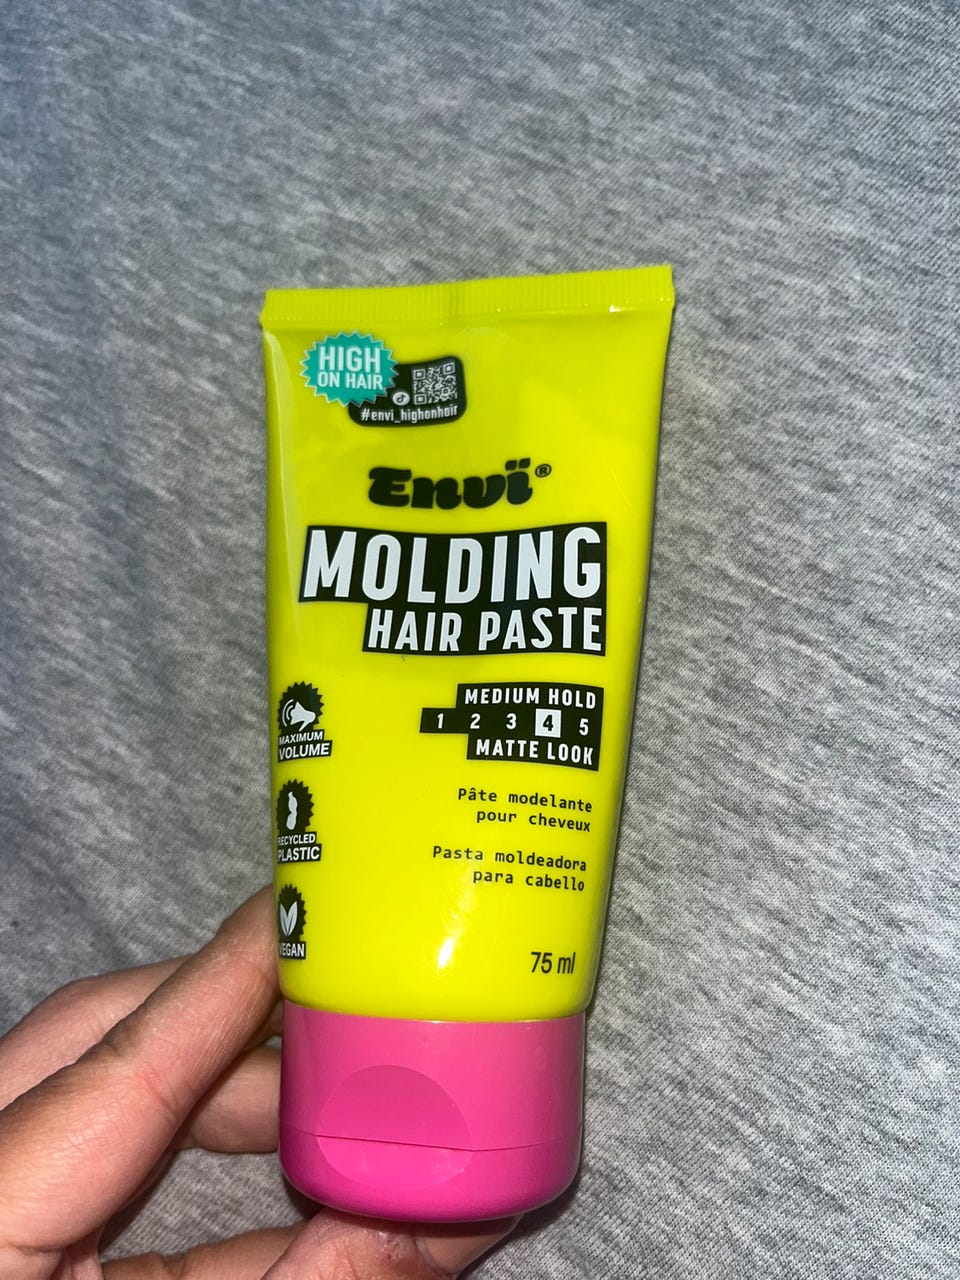 HIGH
ON HAIR
#envi_highonhair
Envï®
MOLDING
HAIR PASTE
MEDIUM HOLD
1 2 3 4 5
MATTE LOOK
MAXIMUM
VOLUME
Pâte modelante
pour cheveux
RECYCLED
PLASTIC
Pasta moldeadora
para cabello
VEGAN
75 ml